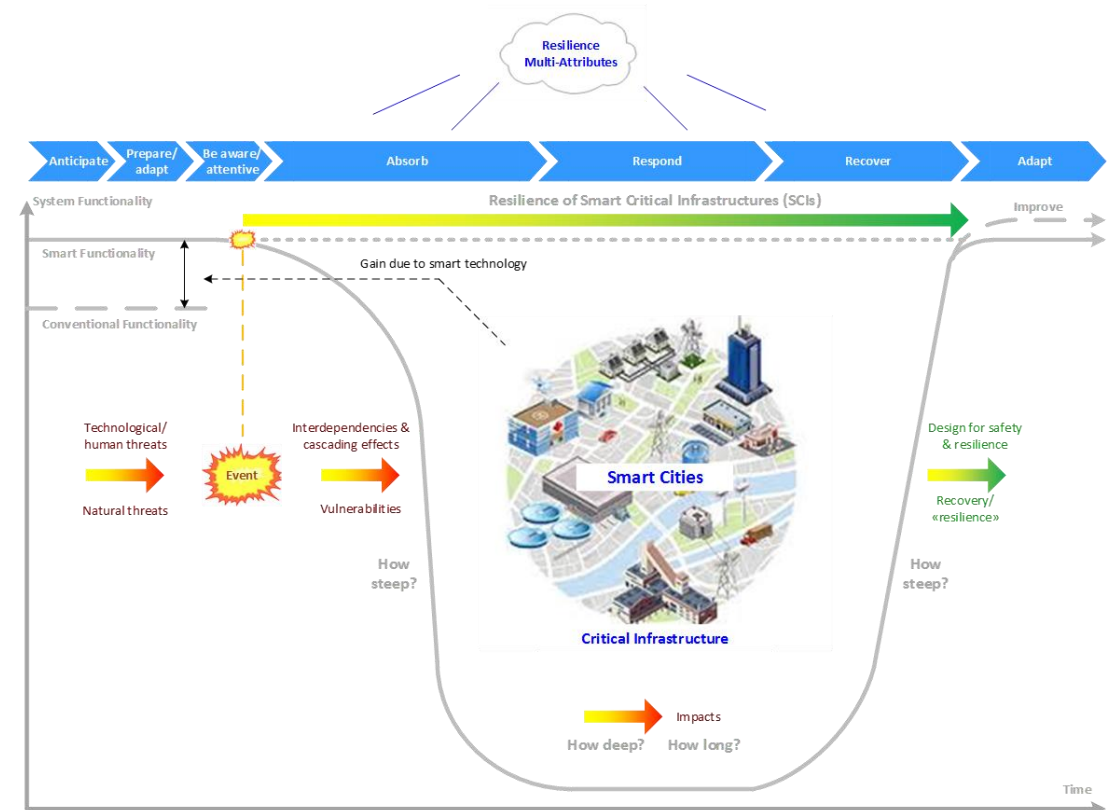 Resilience
Multi-Attributes
Anticipate
Prepare/
adapt
Be aware/
attentive
Absorb
Respond
Recover
Adapt
System Functionality
Resilience of Smart Critical Infrastructures (SCIs)
Improve
Smart Functionality
Gain due to smart technology
Conventional Functionality
Technological/
human threats
Natural threats
Event
Interdependencies &
cascading effects
Vulnerabilities
Smart Cities
Design for safety
& resilience
Recovery/
«resilience»
How
steep?
How
steep?
Critical Infrastructure
Impacts
How deep?
How long?
Time